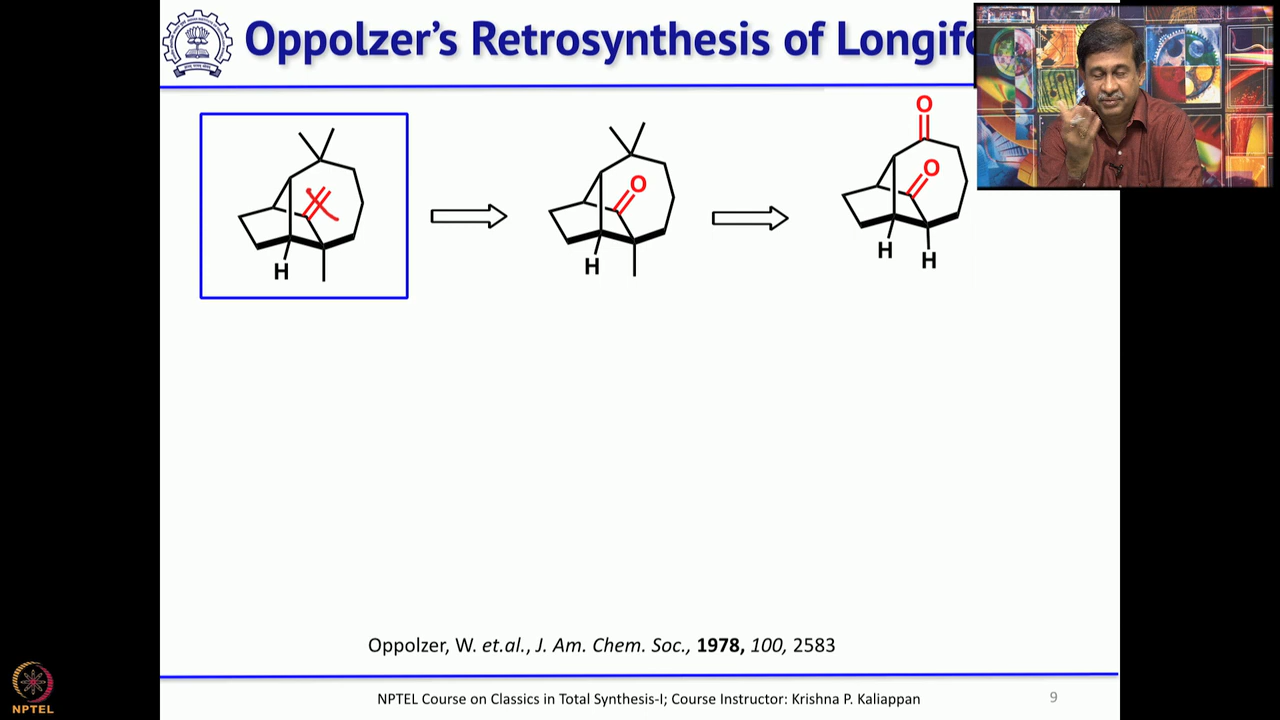 Oppolzer's Retrosynthesis of Longifo
O
O
O
H
H
H
H
Oppolzer, W. et.al., J. Am. Chem. Soc., 1978, 100, 2583
NPTEL Course on Classics in Total Synthesis-I; Course Instructor: Krishna P. Kaliappan
9
NPTEL